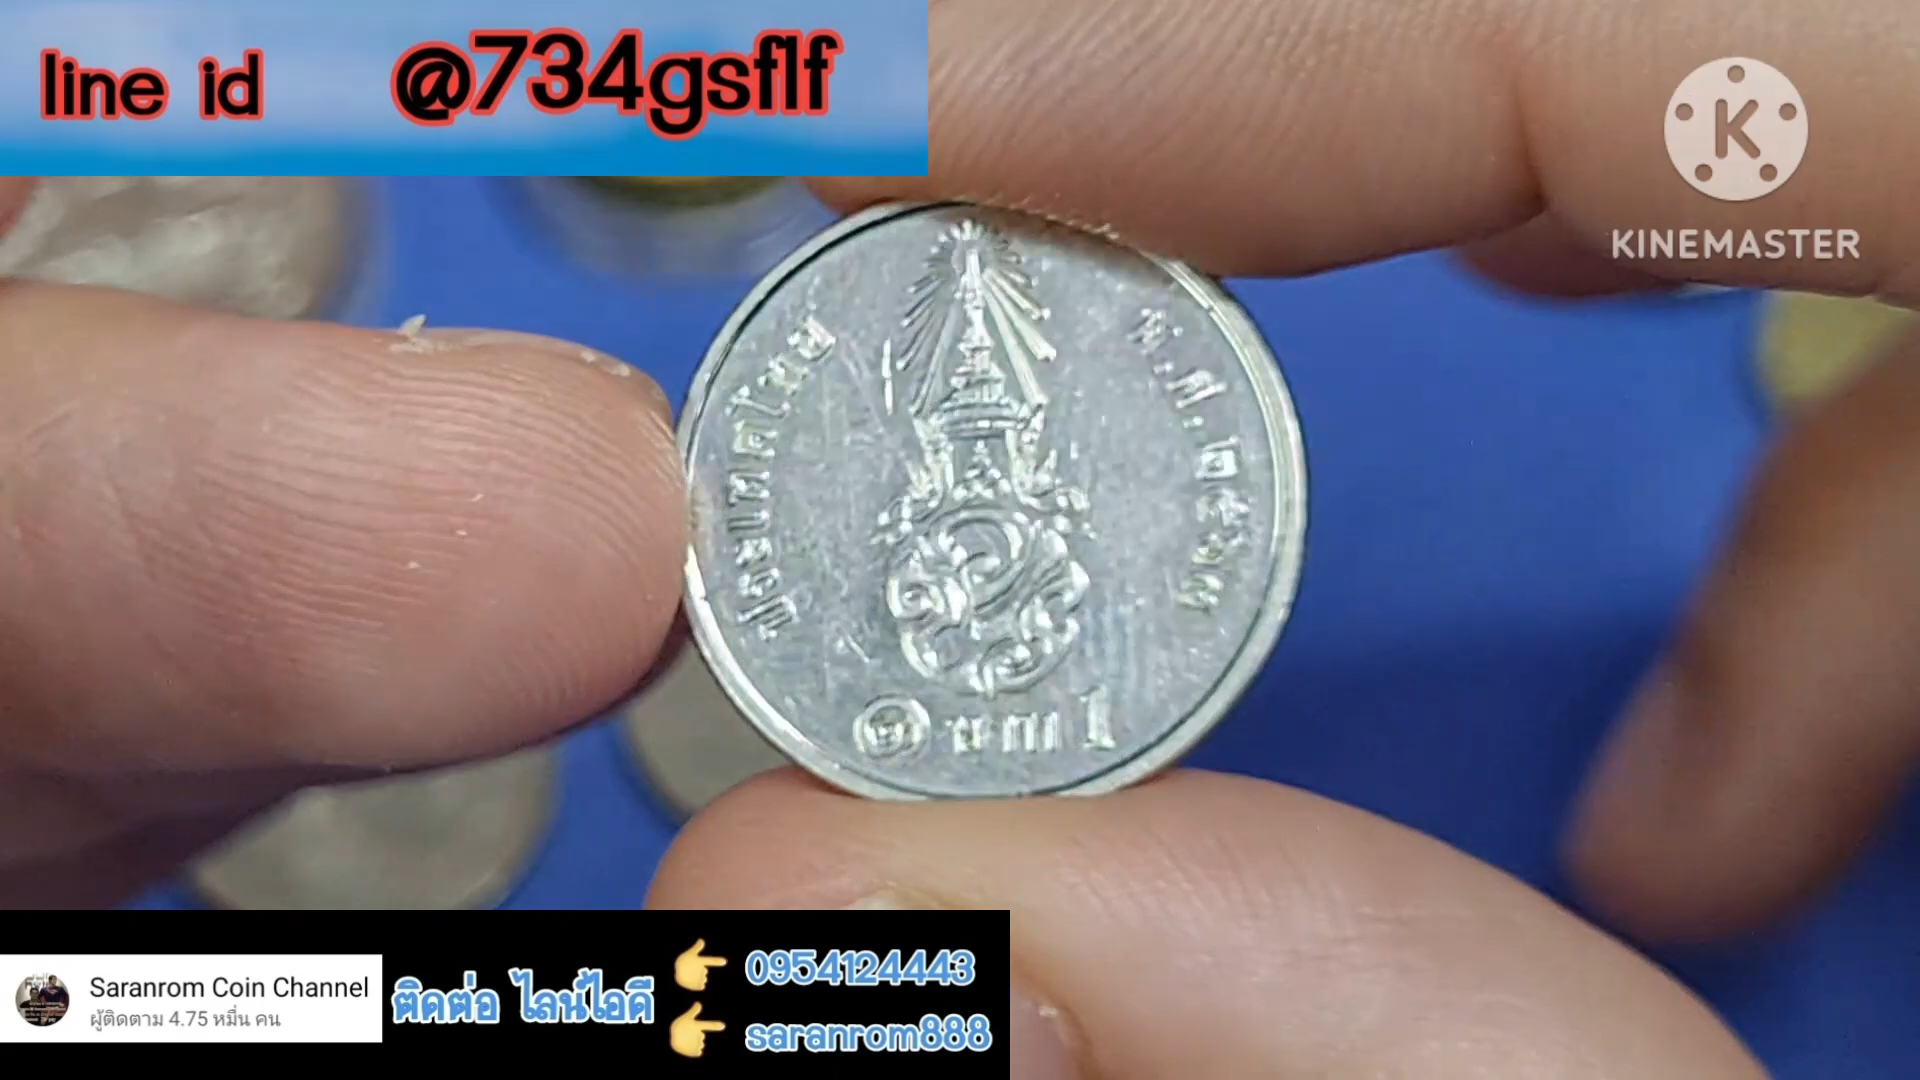 line id @734gsflf
KINEMASTER
ประเทศไทย
พ.ศ. ๒๕๖๒
๑ บาท 1
Saranrom Coin Channel
ผู้ติดตาม 4.75 หมื่น คน
ติดต่อ ไลน์ไอดี
👉 0954124443
👉 saranrom888